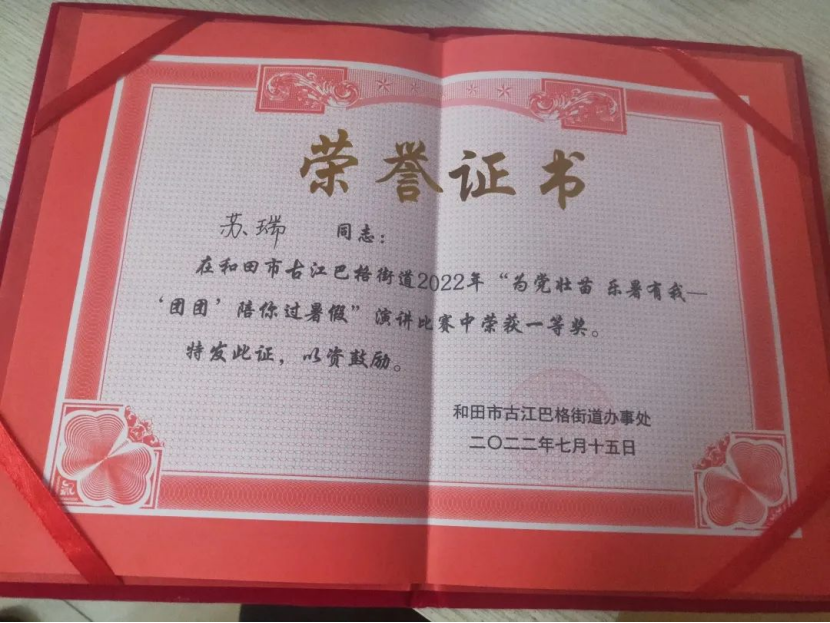 荣誉证书
苏瑞 同志：
在和田市古江巴格街道2022年“为党壮苗 乐暑有我—
‘团团’陪你过暑假”演讲比赛中荣获一等奖。
特发此证，以资鼓励。
和田市古江巴格街道办事处
二〇二二年七月十五日